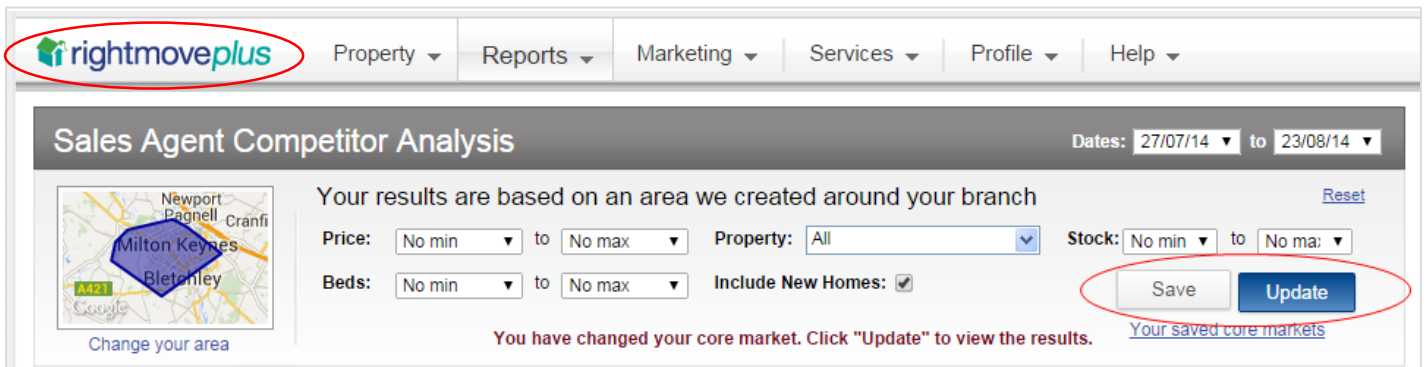 rightmoveplus Property Reports Marketing Services Profile Help
Sales Agent Competitor Analysis Dates: 27/07/14 to 23/08/14
Newport
Pagnell Cranfi
Milton Keynes
Bletchley
A421
Google
Change your area
Your results are based on an area we created around your branch Reset
Price: No min to No max Property: All Stock: No min to No max
Beds: No min to No max Include New Homes: Save Update
You have changed your core market. Click "Update" to view the results. Your saved core markets